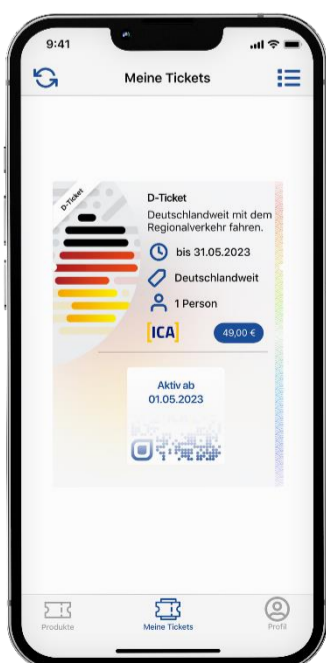 9:41
Meine Tickets
D-Ticket
D-Ticket
Deutschlandweit mit dem
Regionalverkehr fahren.
bis 31.05.2023
Deutschlandweit
1 Person
[ICA] 49,00 €
Aktiv ab
01.05.2023
Produkte Meine Tickets Profil